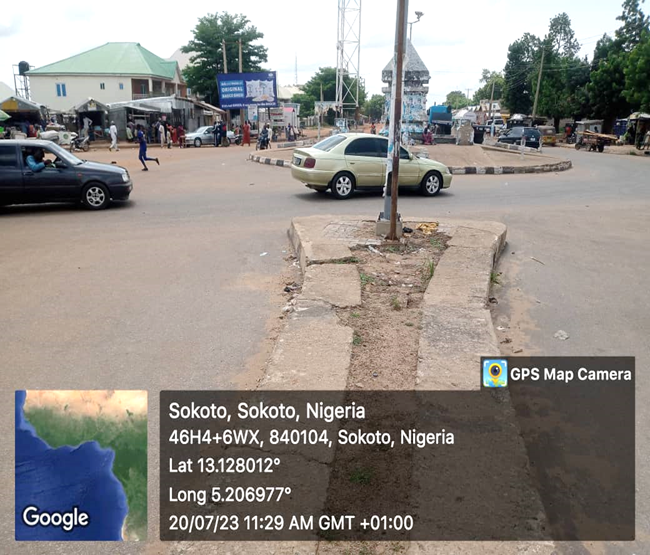 ORIGINAL
GPS Map Camera
Sokoto, Sokoto, Nigeria
46H4+6WX, 840104, Sokoto, Nigeria
Lat 13.128012°
Long 5.206977°
20/07/23 11:29 AM GMT +01:00
Google